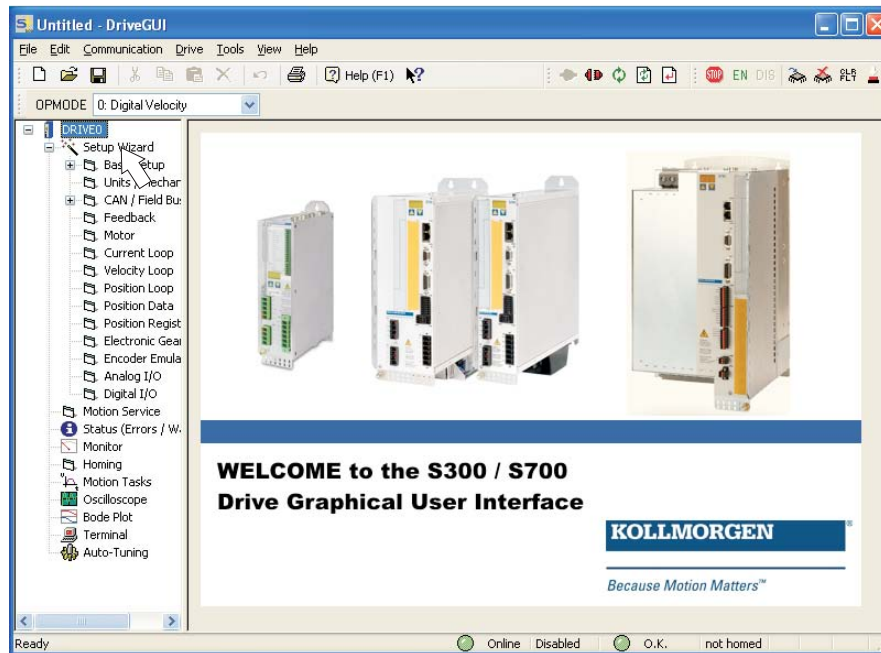 Untitled - DriveGUI
File Edit Communication Drive Tools View Help
Help (F1)
STOP EN DIS
OPMODE 0: Digital Velocity
DRIVE0
Setup Wizard
Units
CAN / Field Bus
Feedback
Motor
Current Loop
Velocity Loop
Position Loop
Position Data
Position Regist
Electronic Gear
Encoder Emula
Analog I/O
Digital I/O
Motion Service
Status (Errors / W
Monitor
Homing
Motion Tasks
Oscilloscope
Bode Plot
Terminal
Auto-Tuning
WELCOME to the S300 / S700
Drive Graphical User Interface
KOLLMORGEN®
Because Motion Matters™
Ready Online Disabled O.K. not homed